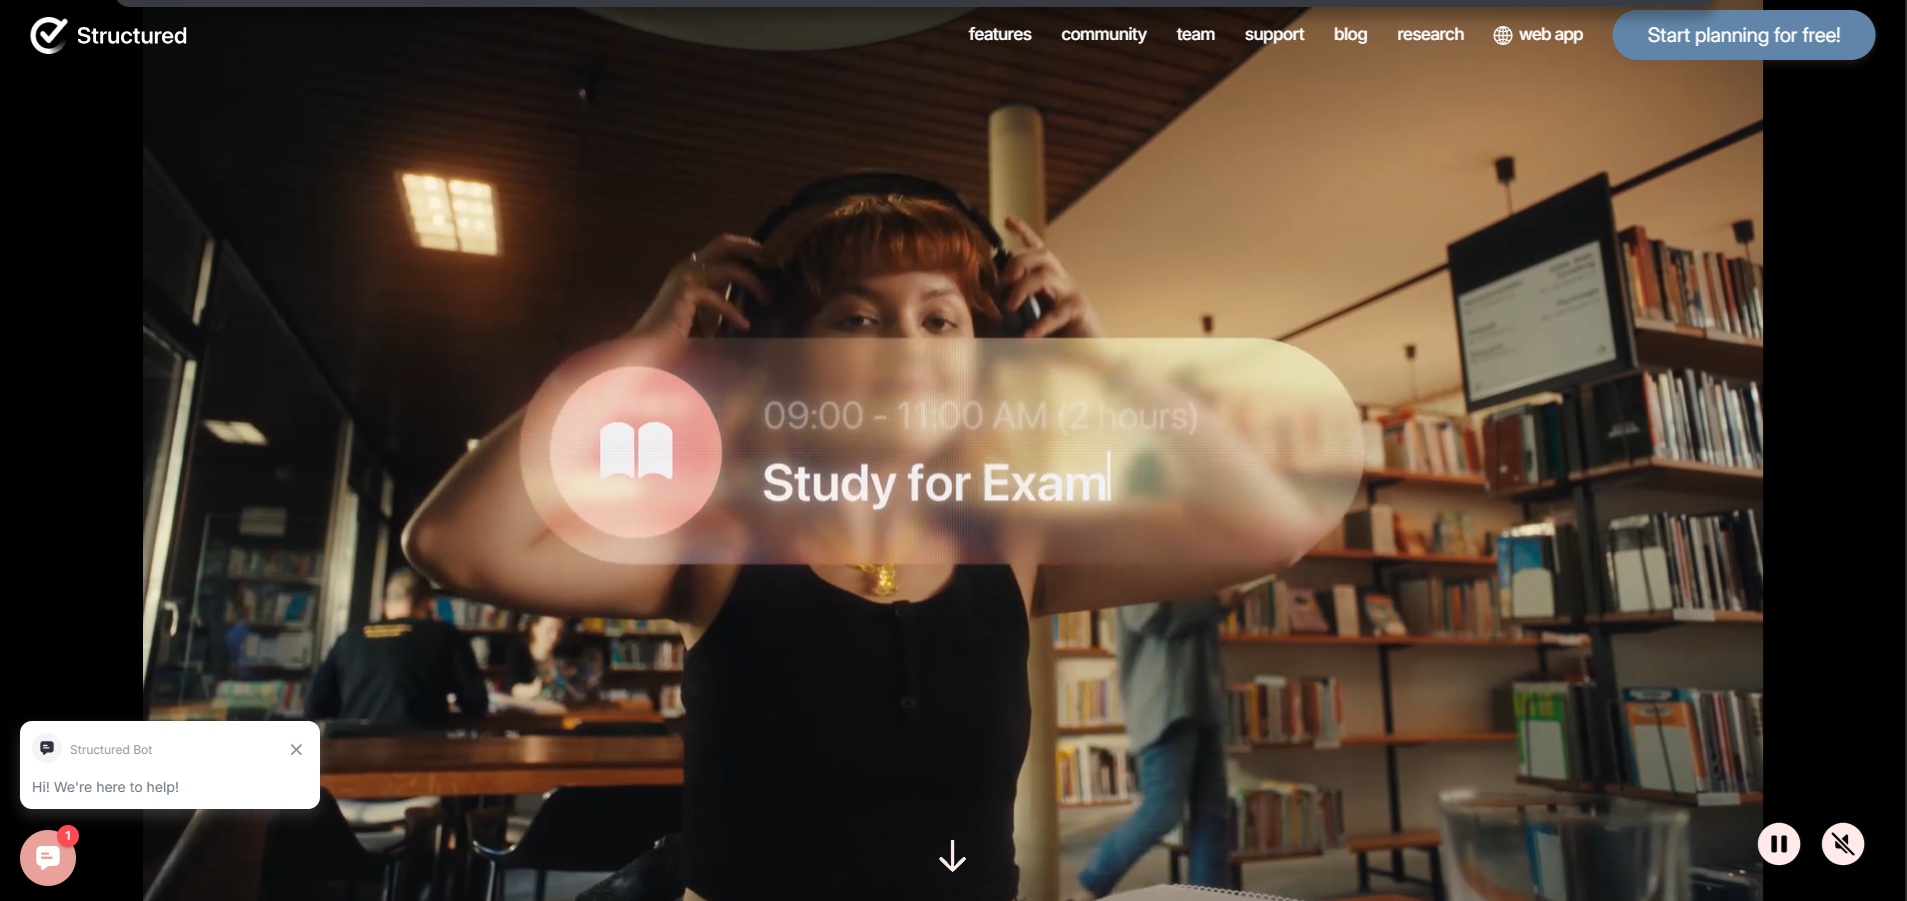 Structured
features
community
team
support
blog
research
web app
Start planning for free!
09:00 - 11:00 AM (2 hours)
Study for Exam
Structured Bot
Hi! We're here to help!
1